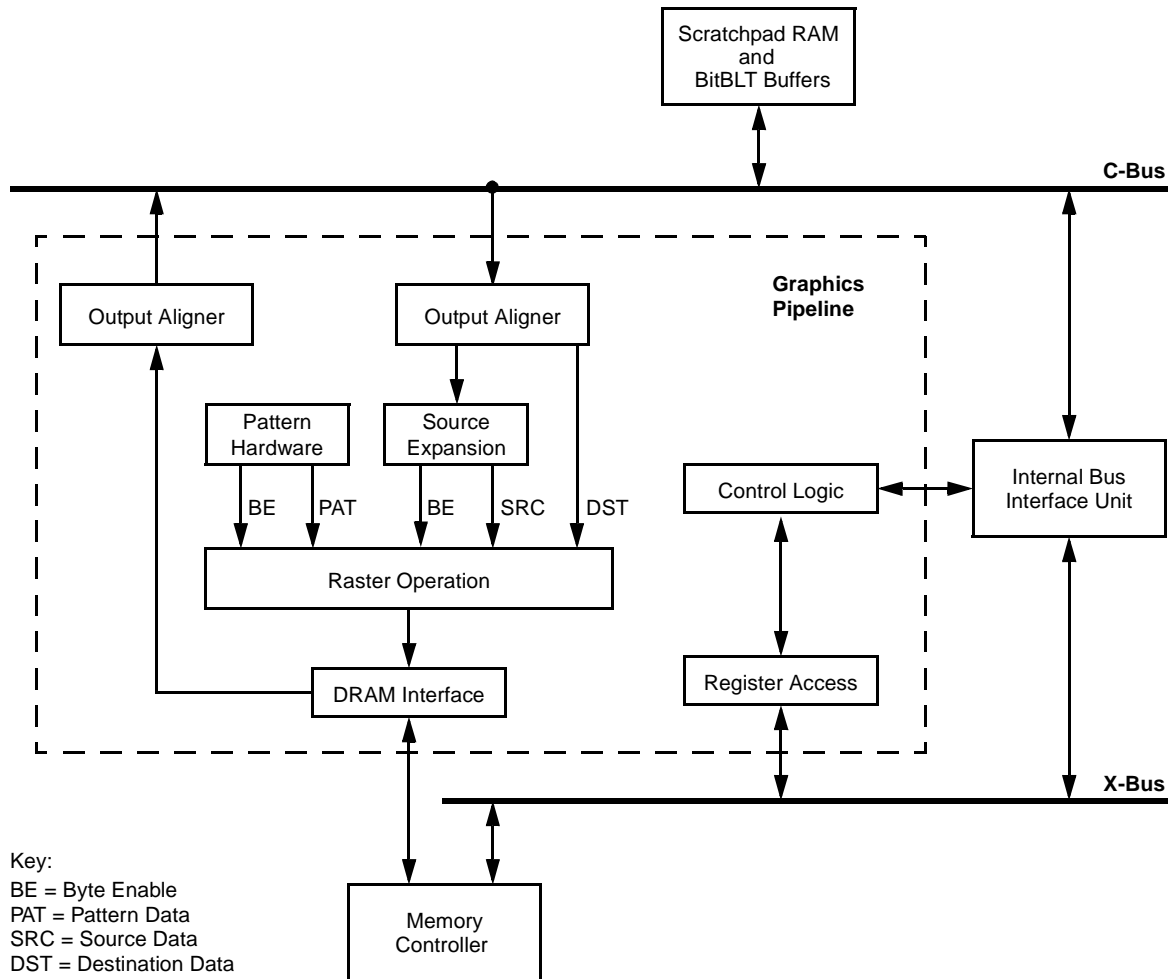 Scratchpad RAM
and
BitBLT Buffers
C-Bus
Graphics
Pipeline
Output Aligner
Output Aligner
Pattern
Hardware
Source
Expansion
Control Logic
Internal Bus
Interface Unit
BE
PAT
BE
SRC
DST
Raster Operation
DRAM Interface
Register Access
X-Bus
Key:
BE = Byte Enable
PAT = Pattern Data
SRC = Source Data
DST = Destination Data
Memory
Controller